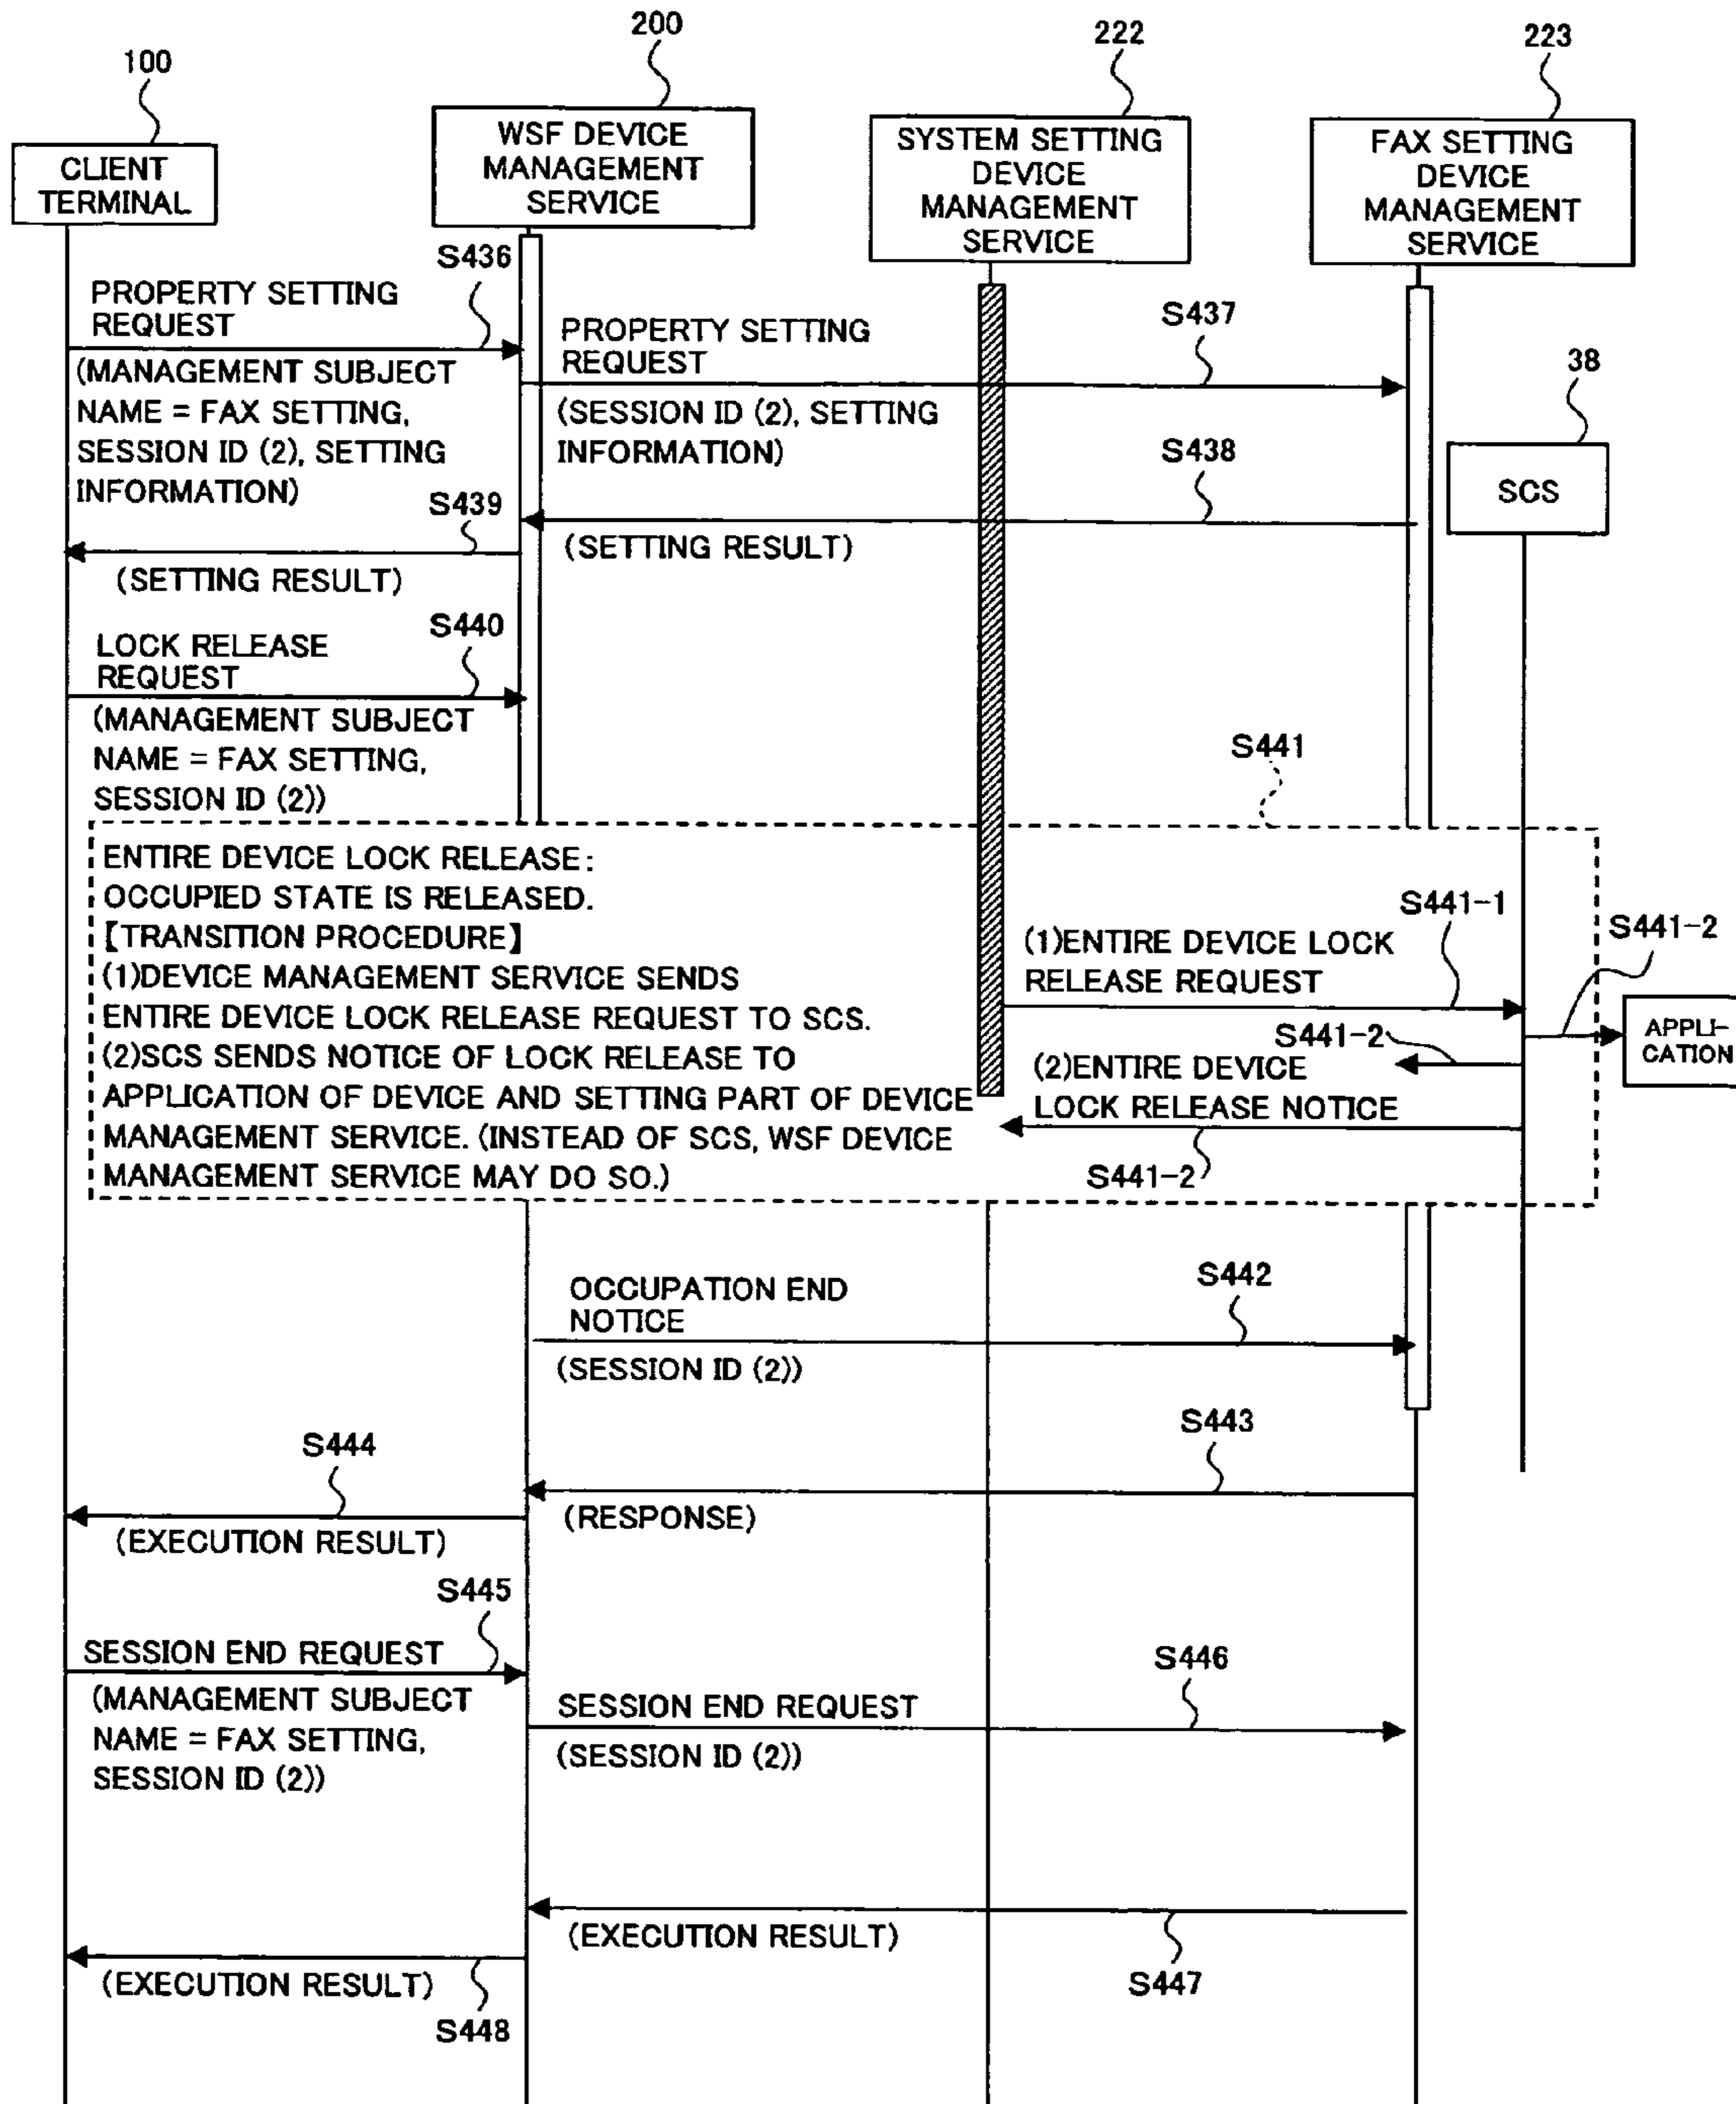 100
200
222
223
CLIENT
TERMINAL
WSF DEVICE
MANAGEMENT
SERVICE
SYSTEM SETTING
DEVICE
MANAGEMENT
SERVICE
FAX SETTING
DEVICE
MANAGEMENT
SERVICE
S436
PROPERTY SETTING
REQUEST
(MANAGEMENT SUBJECT
NAME = FAX SETTING,
SESSION ID (2), SETTING
INFORMATION)
PROPERTY SETTING
REQUEST
S437
(SESSION ID (2), SETTING
INFORMATION)
38
SCS
S438
(SETTING RESULT)
S439
(SETTING RESULT)
S440
LOCK RELEASE
REQUEST
(MANAGEMENT SUBJECT
NAME = FAX SETTING,
SESSION ID (2))
S441
ENTIRE DEVICE LOCK RELEASE:
OCCUPIED STATE IS RELEASED.
【TRANSITION PROCEDURE】
(1)DEVICE MANAGEMENT SERVICE SENDS
ENTIRE DEVICE LOCK RELEASE REQUEST TO SCS.
(2)SCS SENDS NOTICE OF LOCK RELEASE TO
APPLICATION OF DEVICE AND SETTING PART OF DEVICE
MANAGEMENT SERVICE. (INSTEAD OF SCS, WSF DEVICE
MANAGEMENT SERVICE MAY DO SO.)
S441-1
(1)ENTIRE DEVICE LOCK
RELEASE REQUEST
S441-2
APPLI-
CATION
S441-2
(2)ENTIRE DEVICE
LOCK RELEASE NOTICE
S441-2
OCCUPATION END
NOTICE
S442
(SESSION ID (2))
S443
(RESPONSE)
S444
(EXECUTION RESULT)
S445
SESSION END REQUEST
(MANAGEMENT SUBJECT
NAME = FAX SETTING,
SESSION ID (2))
S446
SESSION END REQUEST
(SESSION ID (2))
(EXECUTION RESULT)
S447
(EXECUTION RESULT)
S448